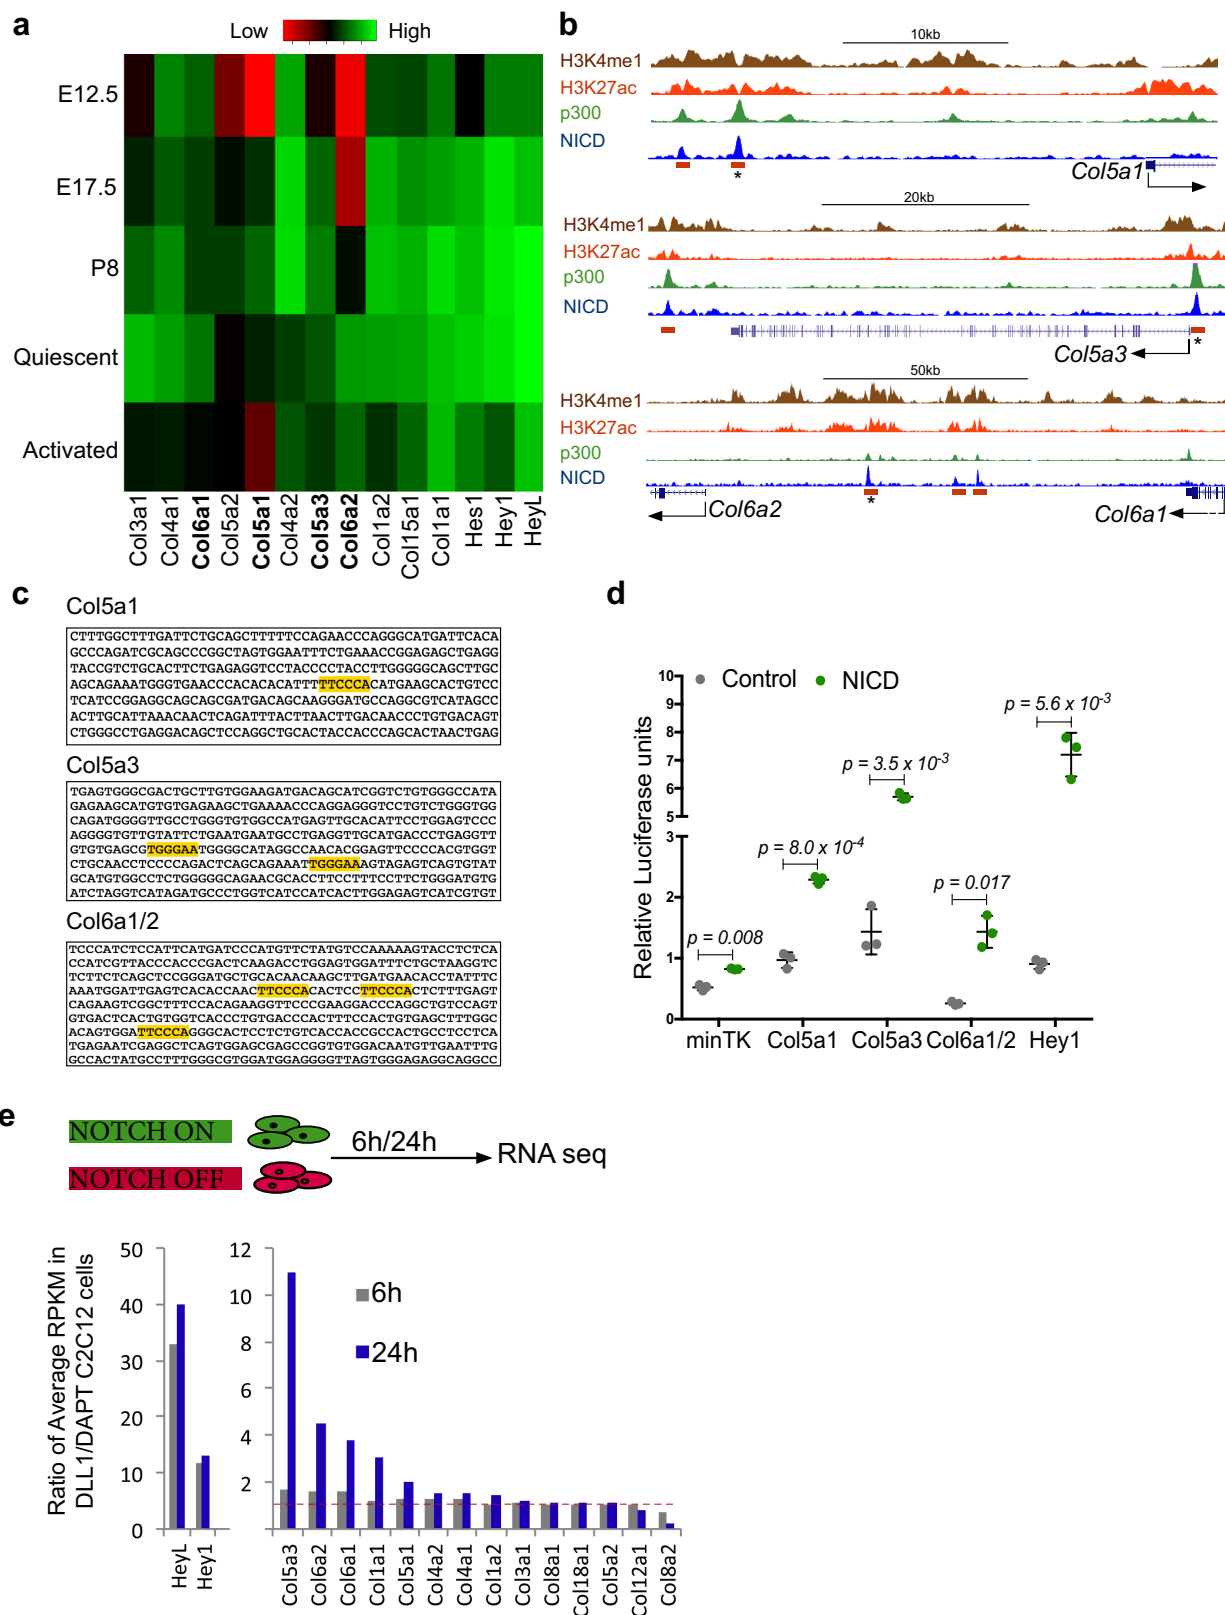 a
Low High
E12.5
E17.5
P8
Quiescent
Activated
Col3a1
Col4a1
Col6a1
Col5a2
Col5a1
Col4a2
Col5a3
Col6a2
Col1a2
Col15a1
Col1a1
Hes1
Hey1
HeyL
b
10kb
H3K4me1
H3K27ac
p300
NICD
*
Col5a1
20kb
H3K4me1
H3K27ac
p300
NICD
Col5a3
*
50kb
H3K4me1
H3K27ac
p300
NICD
*
Col6a2
Col6a1
c
Col5a1
CTTTGGCTTTGATTCTGCAGCTTTTTCCAGAACCCAGGGCATGATTCACA
GCCCAGATCGCAGCCCGGCTAGTGGAATTTCTGAAACCGGAGAGCTGAGG
TACCGTCTGCACTTCTGAGAGGTCCTACCCCTACCTTGGGGGCAGCTTGC
AGCAGAAATGGGTGAACCCACACACATTTTTCCCACATGAAGCACTGTCC
TCATCCGGAGGCAGCAGCGATGACAGCAAGGGATGCCAGGCGTCATAGCC
ACTTGCATTAAACAACTCAGATTTACTTAACTTGACAACCCTGTGACAGT
CTGGGCCTGAGGACAGCTCCAGGCTGCACTACCACCCAGCACTAACTGAG
Col5a3
TGAGTGGGCGACTGCTTGTGGAAGATGACAGCATCGGTCTGTGGGCCATA
GAGAAGCATGTGTGAGAAGCTGAAAACCCAGGAGGGTCCTGTCTGGGTGG
CAGATGGGGTTGCCTGGGTGTGGCCATGAGTTGCACATTCCTGGAGTCCC
AGGGGTGTTGTATTCTGAATGAATGCCTGAGGTTGCATGACCCTGAGGTT
GTGTGAGCGTGGGAATGGGGCATAGGCCAACACGGAGTTCCCCACGTGGT
CTGCAACCTCCCCAGACTCAGCAGAAATTGGGAAAGTAGAGTCAGTGTAT
GCATGTGGCCTCTGGGGGCAGAACGCACCTTCCTTTCCTTCTGGGATGTG
ATCTAGGTCATAGATGCCCTGGTCATCCATCACTTGGAGAGTCATCGTGT
Col6a1/2
TCCCATCTCCATTCATGATCCCATGTTCTATGTCCAAAAAGTACCTCTCA
CCATCGTTACCCACCCGACTCAAGACCTGGAGTGGATTTCTGCTAAGGTC
TCTTCTCAGCTCCGGGATGCTGCACAACAAGCTTGATGAACACCTATTTC
AAATGGATTGAGTCACACCAACTTCCCACACTCCTTCCCACTCTTTGAGT
CAGAAGTCGGCTTTCCACAGAAGGTTCCCGAAGGACCCAGGCTGTCCAGT
GTGACTCACTGTGGTCACCCTGTGACCCACTTTCCACTGTGAGCTTTGGC
ACAGTGGATTCCCAGGGCACTCCTCTGTCACCACCGCCACTGCCTCCTCA
TGAGAATCGAGGCTCAGTGGAGCGAGCCGGTGTGGACAATGTTGAATTTG
GCCACTATGCCTTTGGGCGTGGATGGAGGGGTTAGTGGGAGAGGCAGGCC
d
Control NICD
Relative Luciferase units
10
9
8
7
6
5
3
2
1
0
p = 0.008
p = 8.0 x 10-4
p = 3.5 x 10-3
p = 0.017
p = 5.6 x 10-3
minTK Col5a1 Col5a3 Col6a1/2 Hey1
e
NOTCH ON
NOTCH OFF
6h/24h
RNA seq
Ratio of Average RPKM in
DLL1/DAPT C2C12 cells
50
40
30
20
10
0
HeyL
Hey1
12
10
8
6
4
2
6h
24h
Col5a3
Col6a2
Col6a1
Col1a1
Col5a1
Col4a2
Col4a1
Col1a2
Col3a1
Col8a1
Col18a1
Col5a2
Col12a1
Col8a2